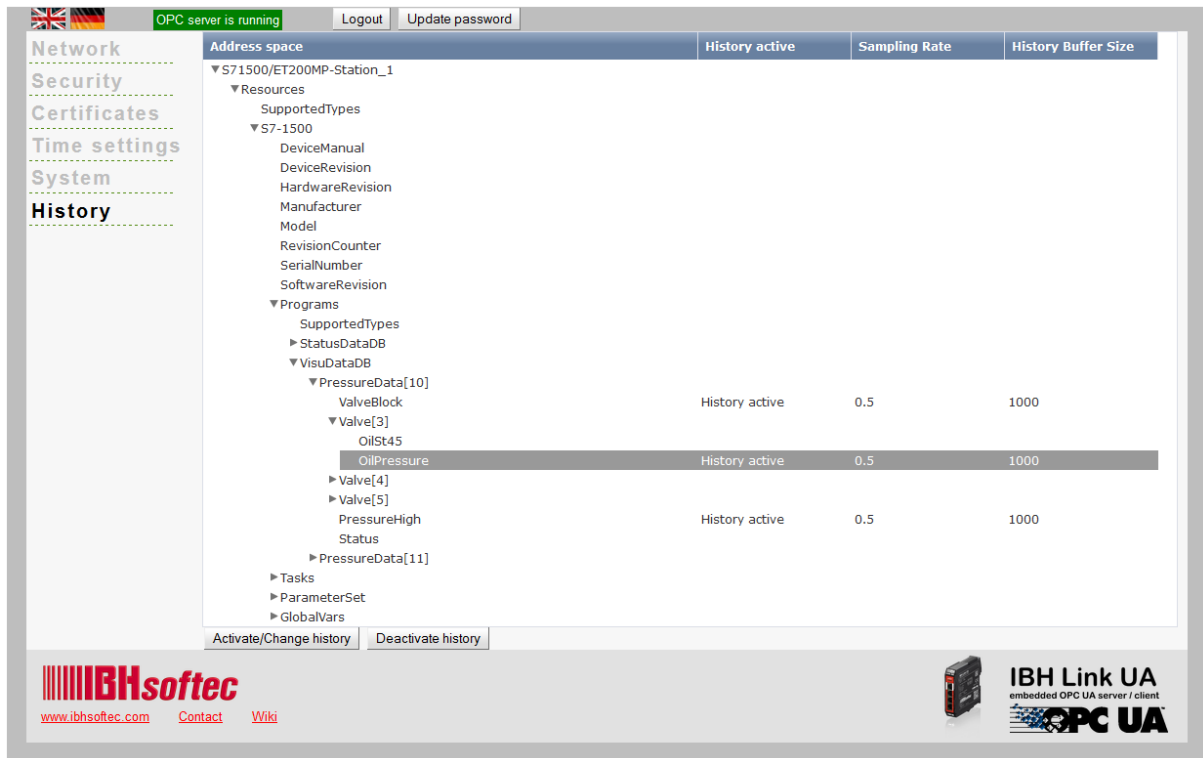 OPC server is running Logout Update password
Network
Security
Certificates
Time settings
System
History
Address space History active Sampling Rate History Buffer Size
S71500/ET200MP-Station_1
Resources
SupportedTypes
S7-1500
DeviceManual
DeviceRevision
HardwareRevision
Manufacturer
Model
RevisionCounter
SerialNumber
SoftwareRevision
Programs
SupportedTypes
StatusDataDB
VisuDataDB
PressureData[10]
ValveBlock History active 0.5 1000
Valve[3]
OilSt45
OilPressure History active 0.5 1000
Valve[4]
Valve[5]
PressureHigh History active 0.5 1000
Status
PressureData[11]
Tasks
ParameterSet
GlobalVars
Activate/Change history Deactivate history
IBHsoftec
www.ibhsoftec.com Contact Wiki
IBH Link UA
embedded OPC UA server / client
OPC UA